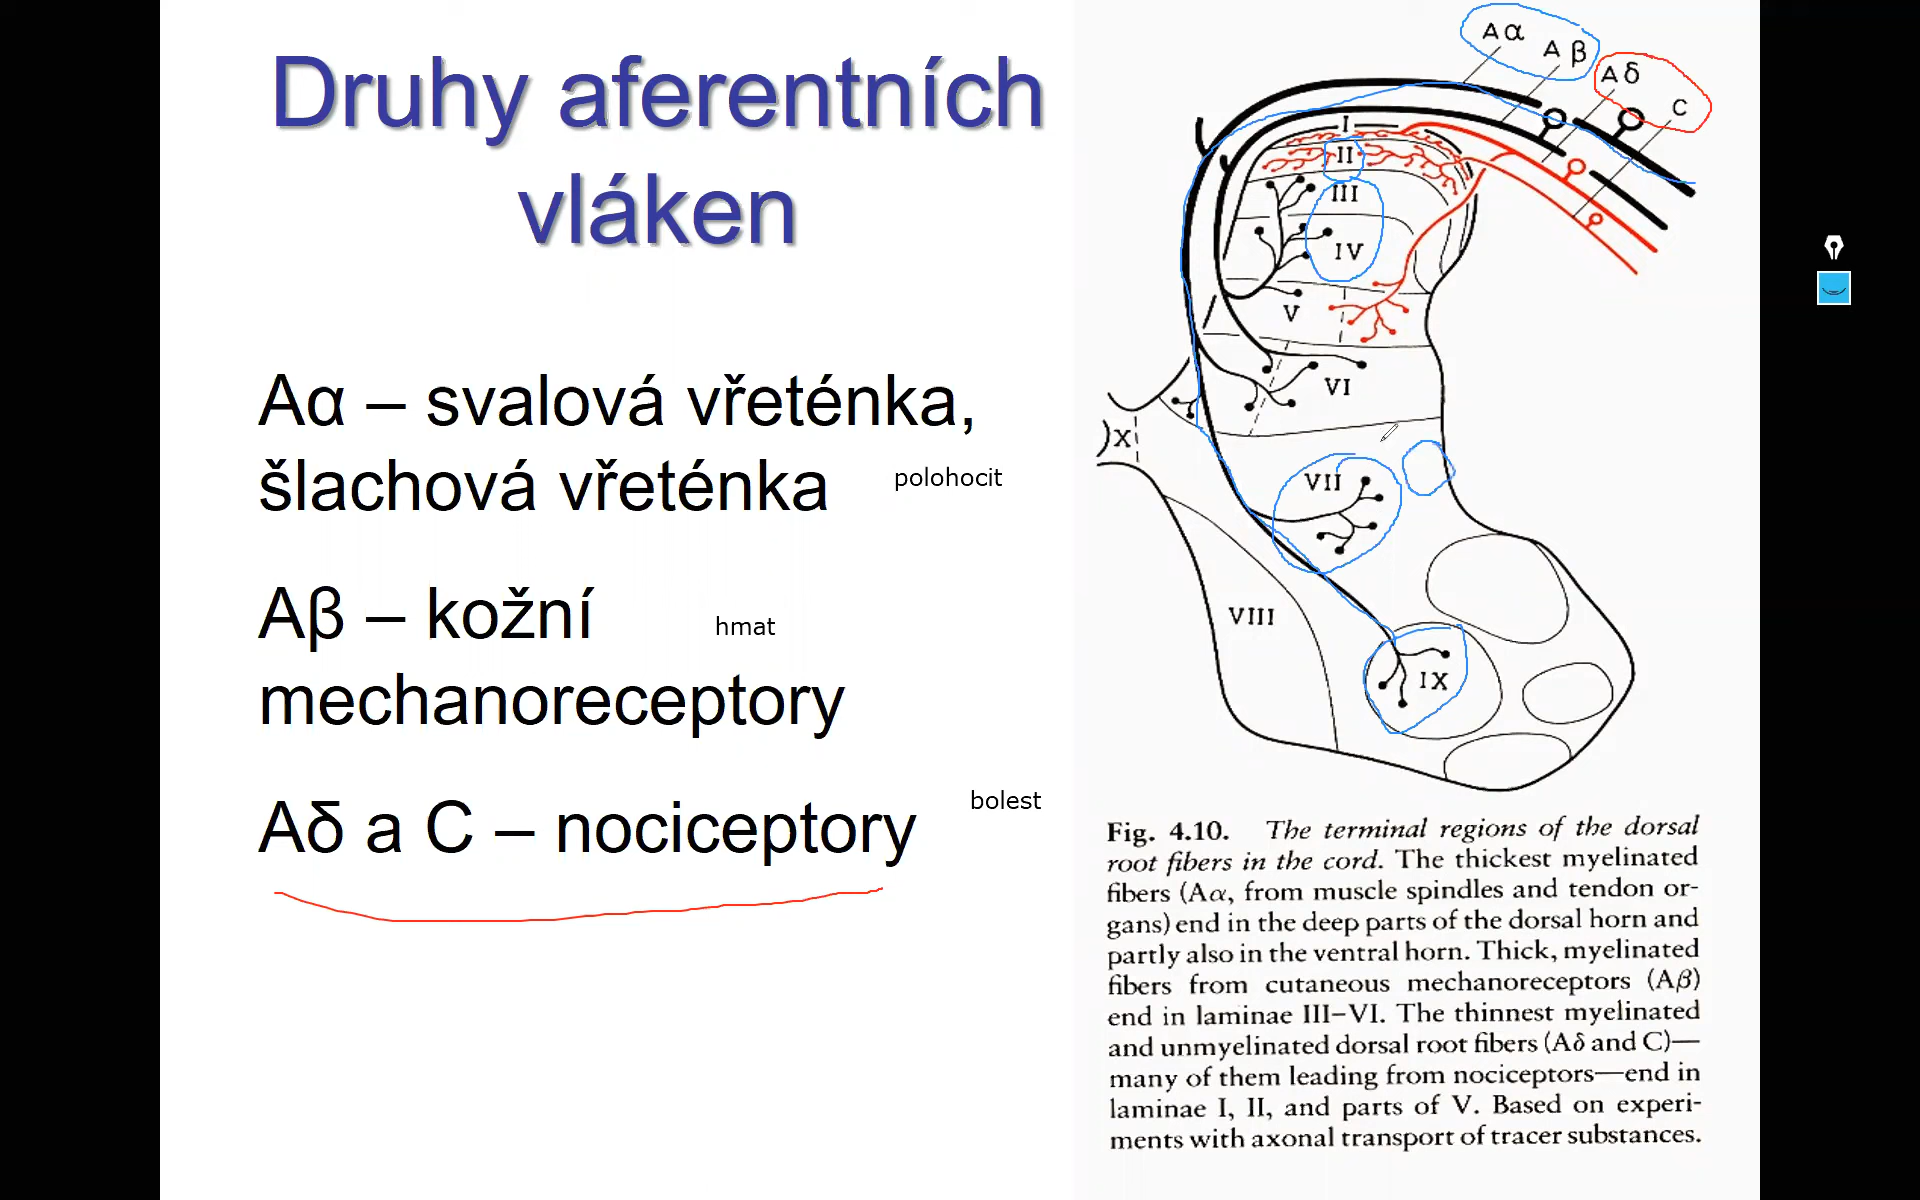 Druhy aferentních
vláken
Aα – svalová vřeténka,
šlachová vřeténka
polohocit
Aβ – kožní
hmat
mechanoreceptory
bolest
Aδ a C – nociceptory
Aα
Aβ
Aδ
C
I
II
III
IV
V
VI
X
VII
VIII
IX
Fig. 4.10. The terminal regions of the dorsal
root fibers in the cord. The thickest myelinated
fibers (Aα, from muscle spindles and tendon or-
gans) end in the deep parts of the dorsal horn and
partly also in the ventral horn. Thick, myelinated
fibers from cutaneous mechanoreceptors (Aβ)
end in laminae III–VI. The thinnest myelinated
and unmyelinated dorsal root fibers (Aδ and C)—
many of them leading from nociceptors—end in
laminae I, II, and parts of V. Based on experi-
ments with axonal transport of tracer substances.